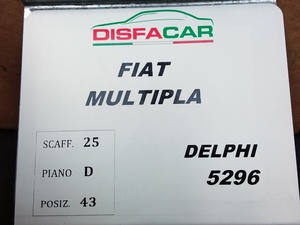 DISFACAR
FIAT
MULTIPLA
SCAFF. 25
PIANO D
POSIZ. 43
DELPHI
5296